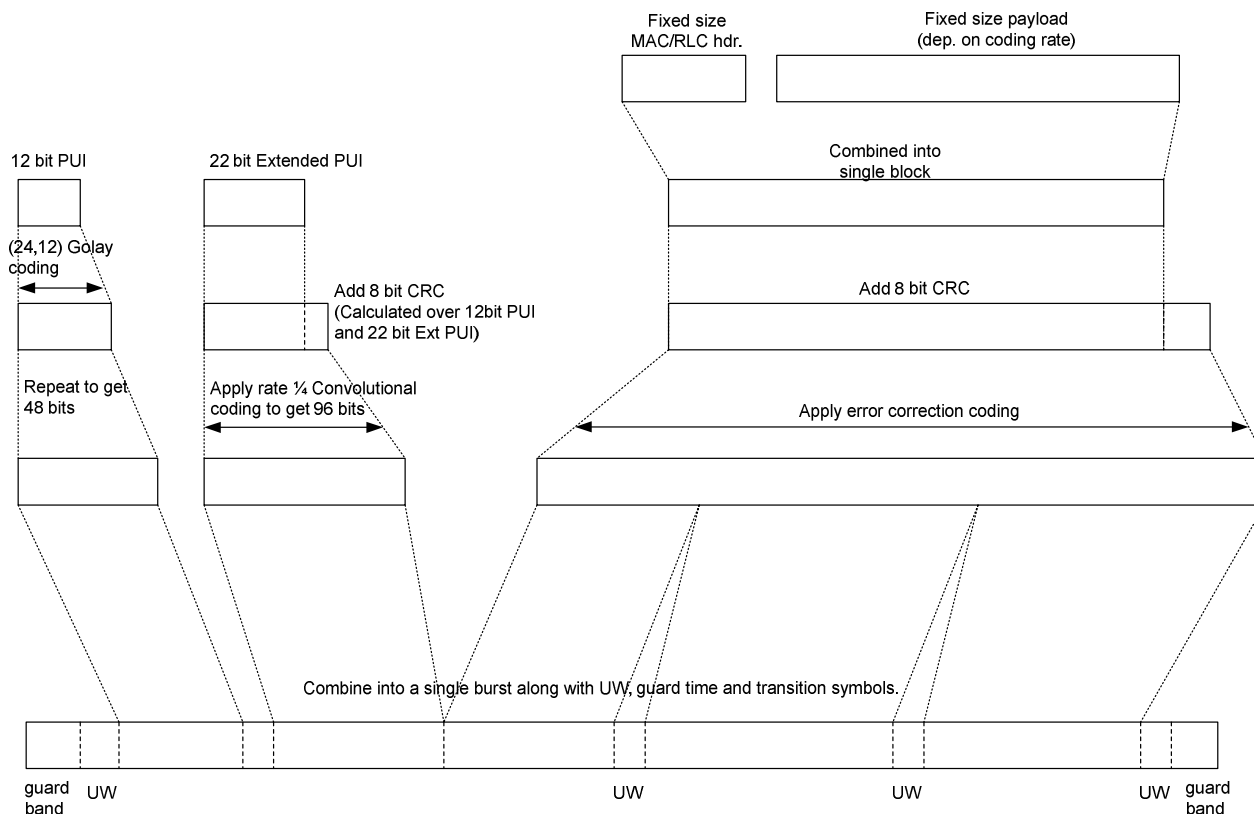 Fixed size
MAC/RLC hdr.
Fixed size payload
(dep. on coding rate)
12 bit PUI
22 bit Extended PUI
Combined into
single block
(24,12) Golay
coding
Add 8 bit CRC
(Calculated over 12bit PUI
and 22 bit Ext PUI)
Add 8 bit CRC
Repeat to get
48 bits
Apply rate ¼ Convolutional
coding to get 96 bits
Apply error correction coding
Combine into a single burst along with UW, guard time and transition symbols.
guard
band
UW
UW
UW
UW
guard
band